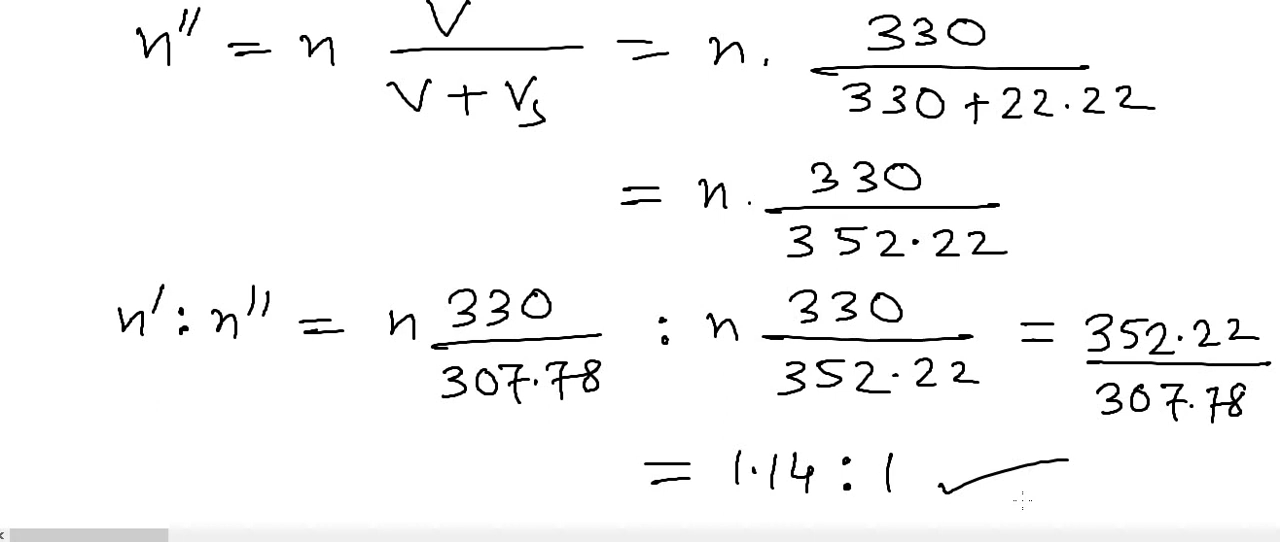 n'' = n V / (V + Vs) = n. 330 / (330 + 22.22)
= n. 330 / 352.22
n' : n'' = n 330 / 307.78 : n 330 / 352.22 = 352.22 / 307.78
= 1.14 : 1 ✓